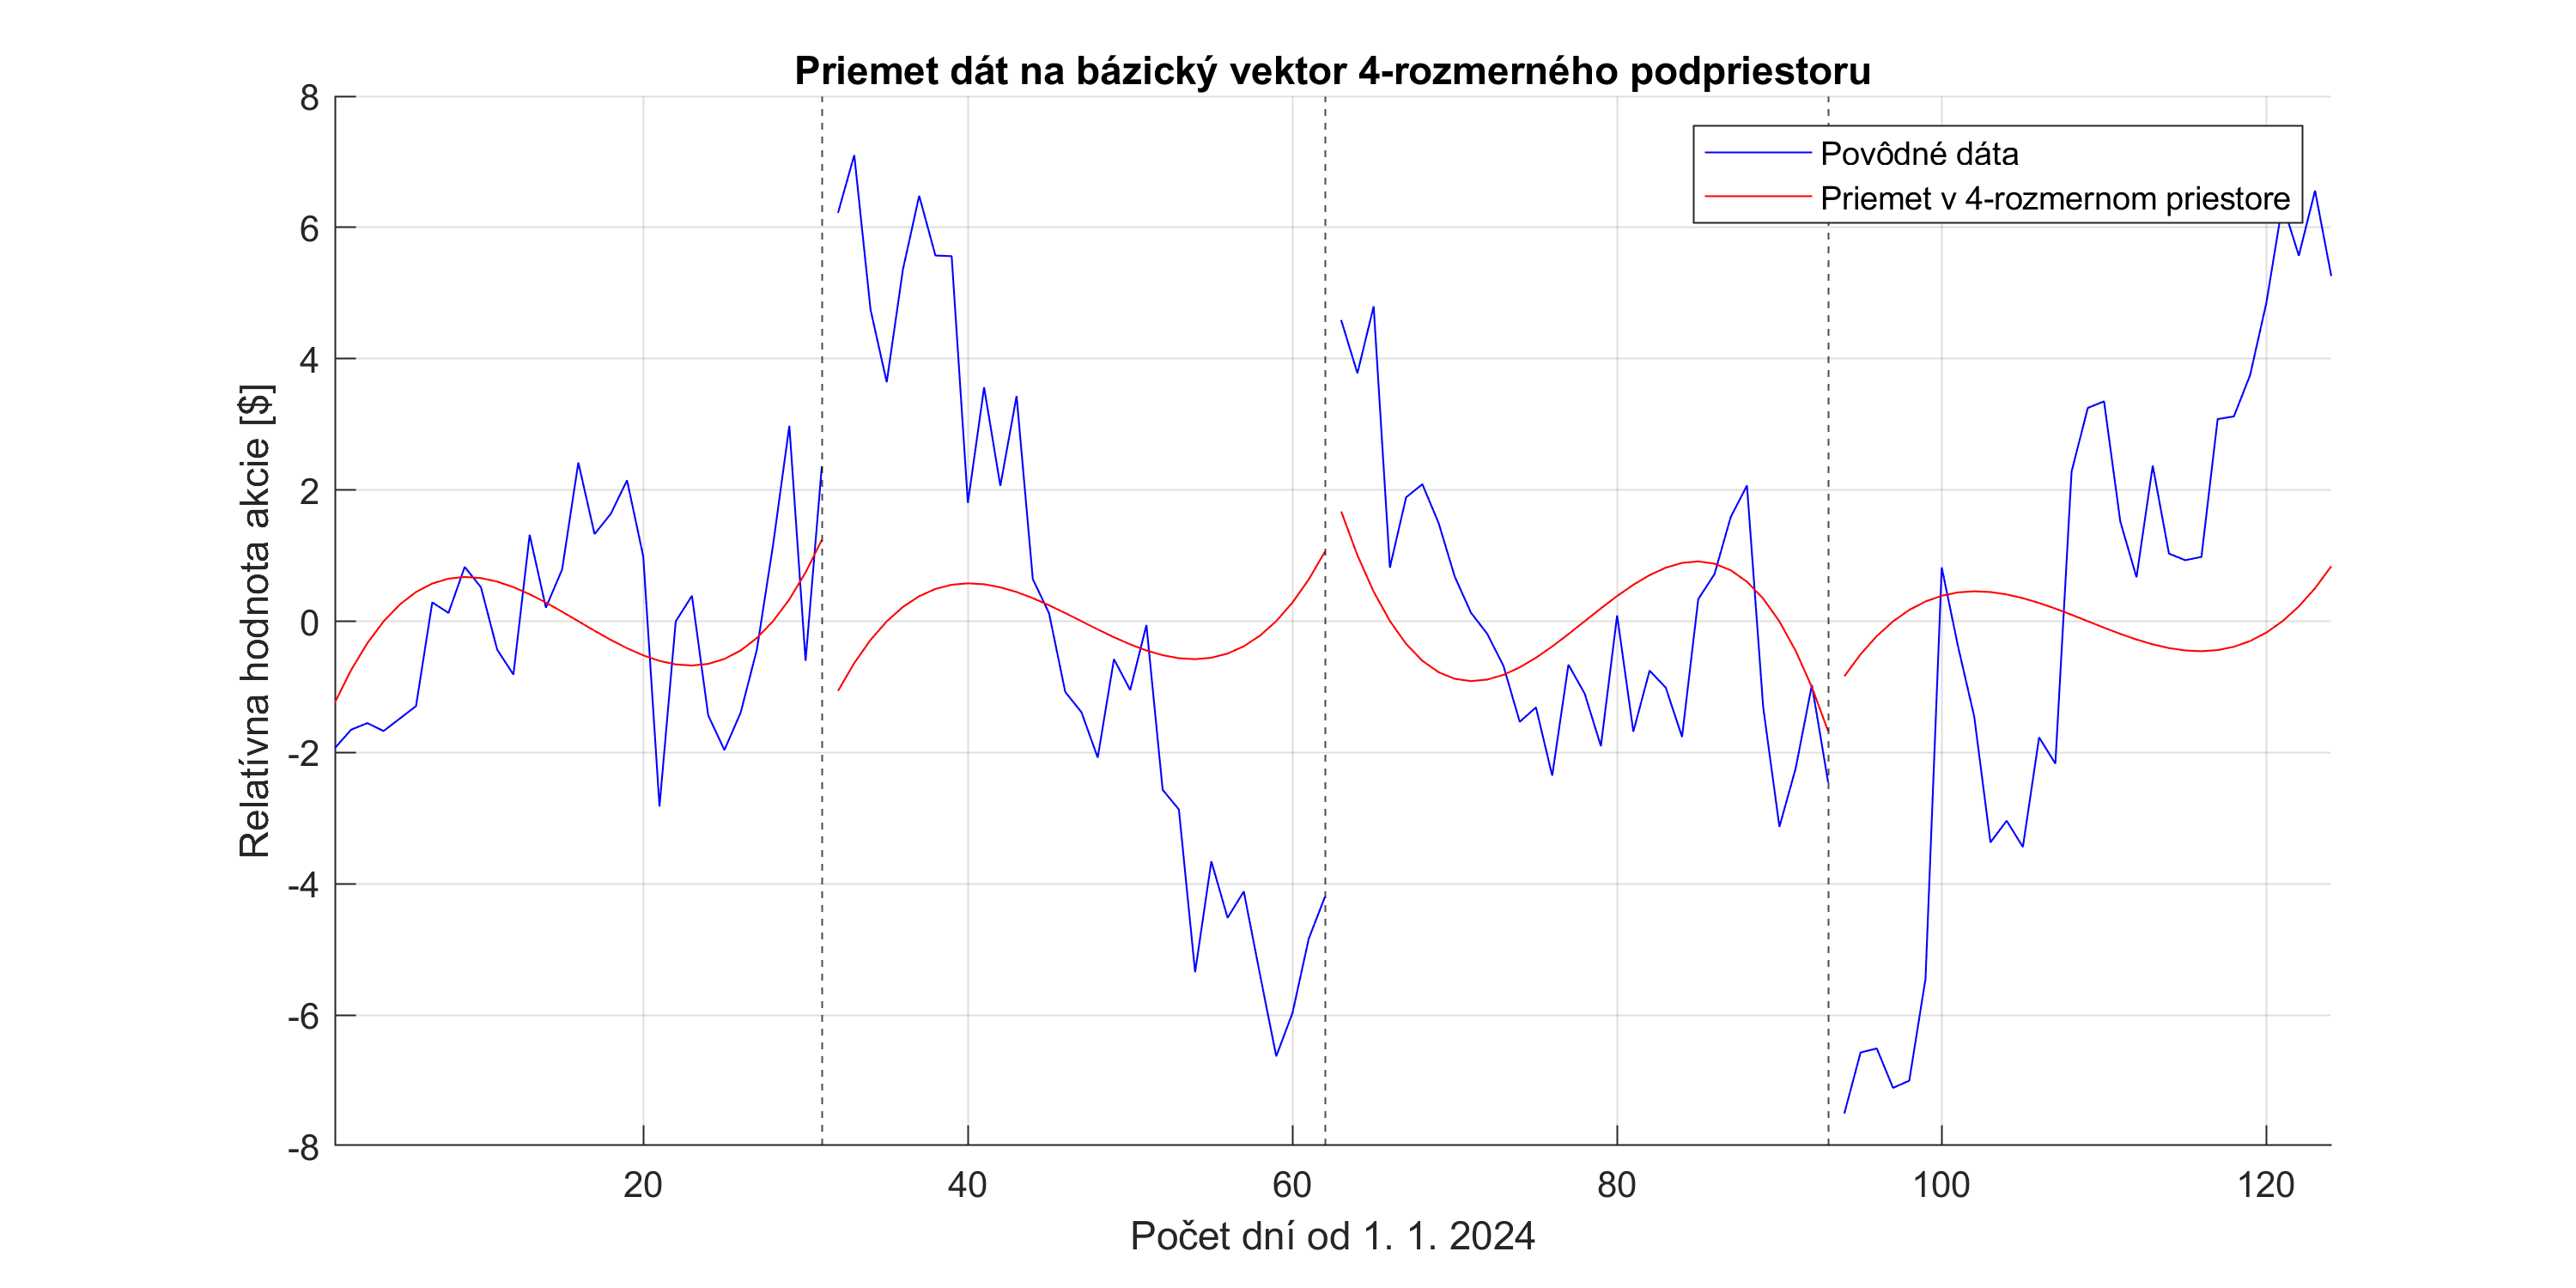 Priemet dát na bázický vektor 4-rozmerného podpriestoru
8
6
4
2
0
-2
-4
-6
-8
Relatívna hodnota akcie [$]
Povôdné dáta
Priemet v 4-rozmernom priestore
20 40 60 80 100 120
Počet dní od 1. 1. 2024